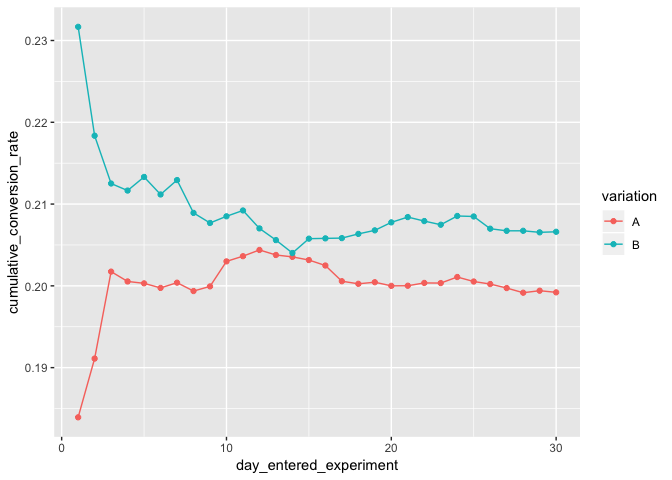 0.23
0.22
0.21
0.20
0.19
cumulative_conversion_rate
0
10
20
30
day_entered_experiment
variation
A
B